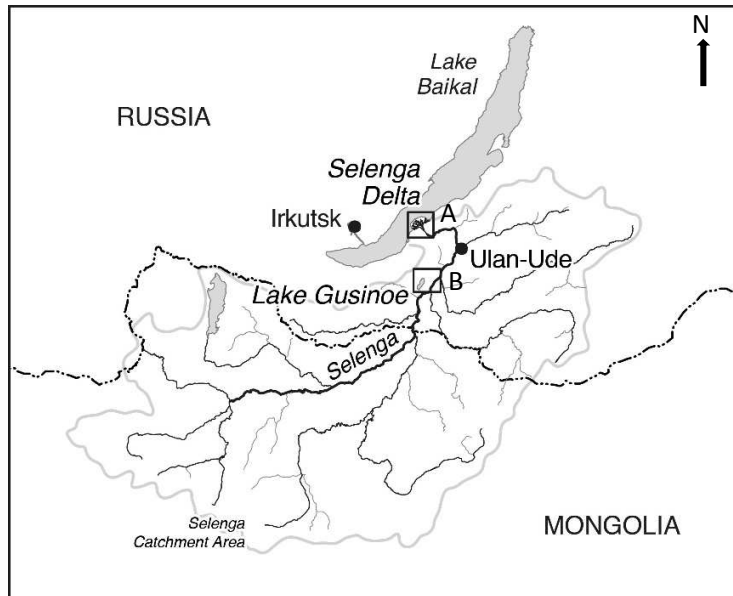 N
Lake
Baikal
RUSSIA
Selenga
Delta
A
Irkutsk
Ulan-Ude
B
Lake Gusinoe
Selenga
Selenga
Catchment Area
MONGOLIA